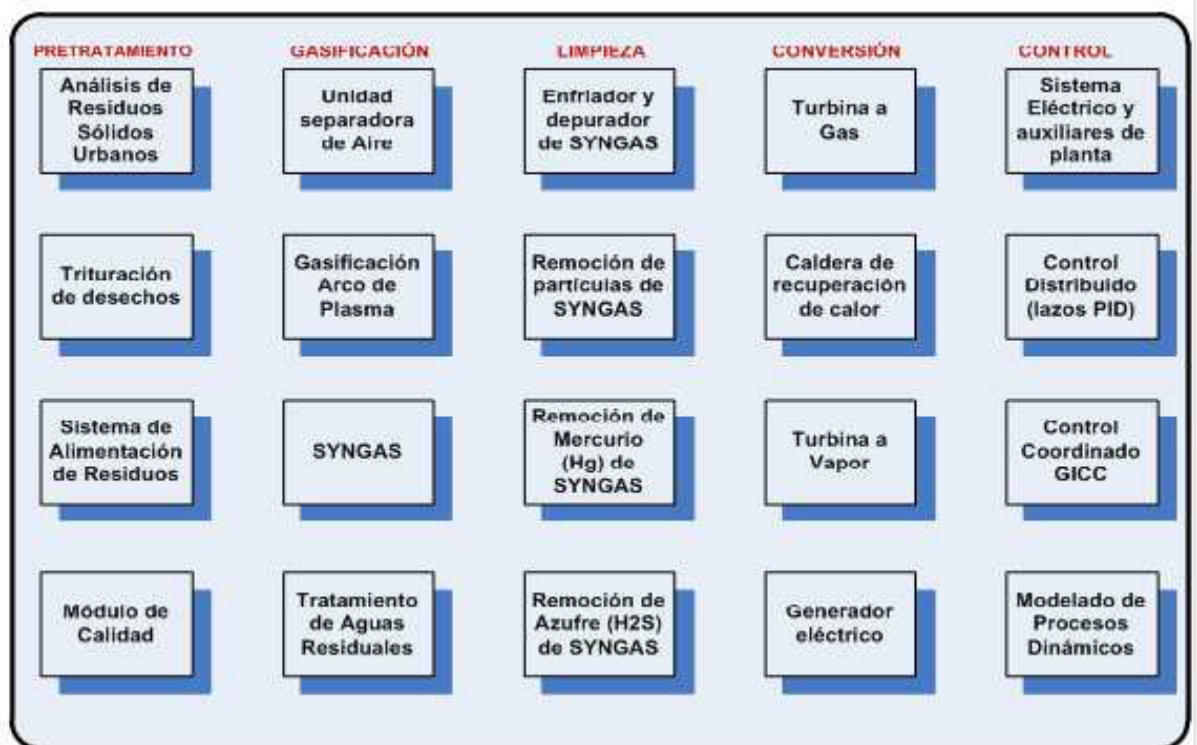 PRETRATAMIENTO
Análisis de
Residuos
Sólidos
Urbanos
Trituración
de desechos
Sistema de
Alimentación
de Residuos
Módulo de
Calidad
GASIFICACIÓN
Unidad
separadora
de Aire
Gasificación
Arco de
Plasma
SYNGAS
Tratamiento
de Aguas
Residuales
LIMPIEZA
Enfriador y
depurador
de SYNGAS
Remoción de
partículas de
SYNGAS
Remoción de
Mercurio
(Hg) de
SYNGAS
Remoción de
Azufre (H2S)
de SYNGAS
CONVERSIÓN
Turbina a
Gas
Caldera de
recuperación
de calor
Turbina a
Vapor
Generador
eléctrico
CONTROL
Sistema
Eléctrico y
auxiliares de
planta
Control
Distribuido
(lazos PID)
Control
Coordinado
GICC
Modelado de
Procesos
Dinámicos